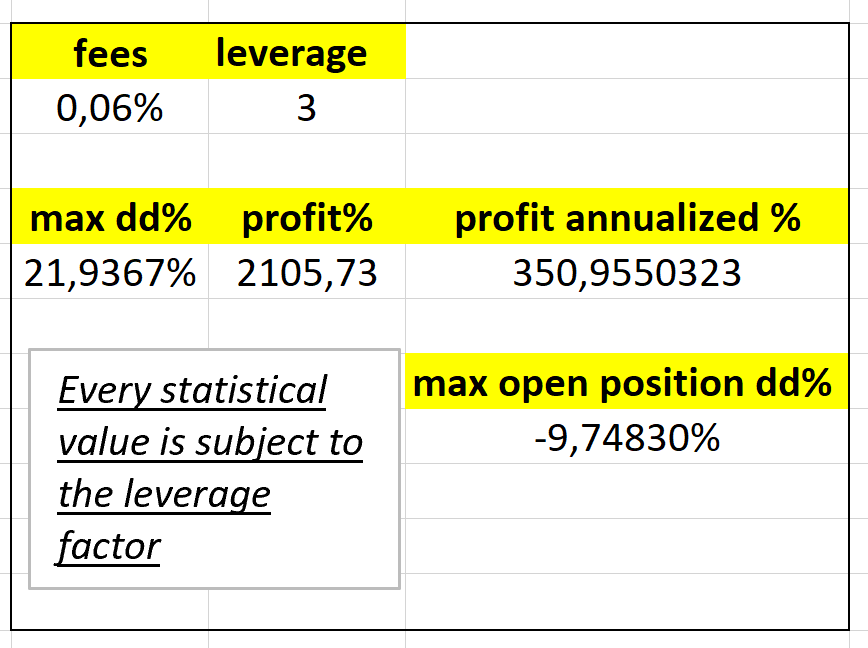 fees leverage
0,06% 3
max dd% profit% profit annualized %
21,9367% 2105,73 350,9550323
max open position dd%
-9,74830%
Every statistical
value is subject to
the leverage
factor